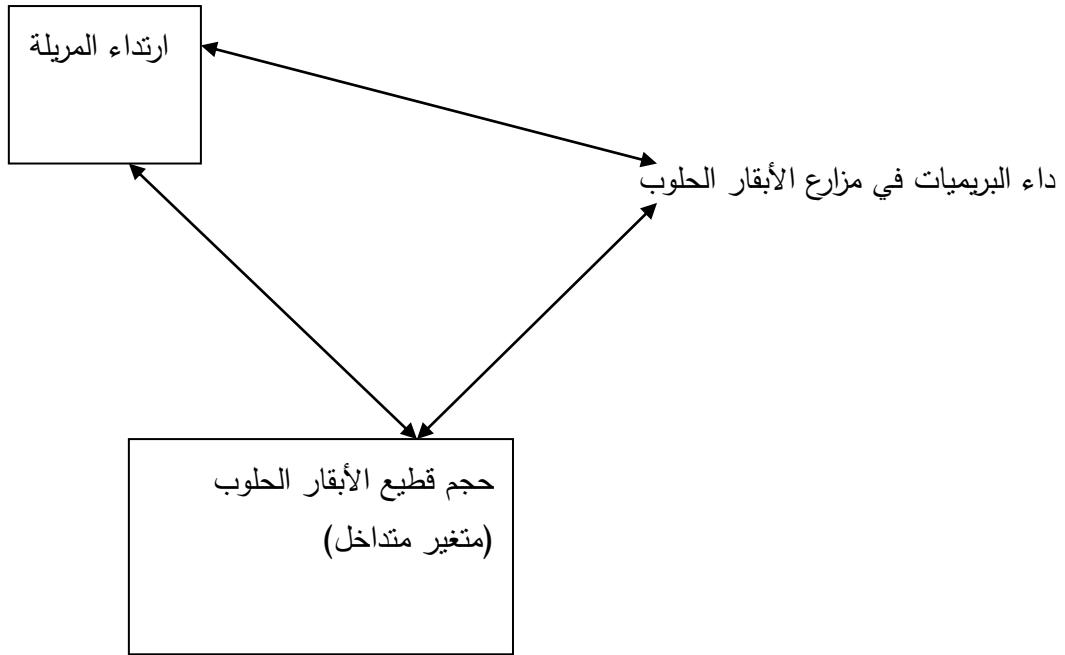 ارتداء المريلة
داء البريميات في مزارع الأبقار الحلوب
حجم قطيع الأبقار الحلوب
(متغير متداخل)